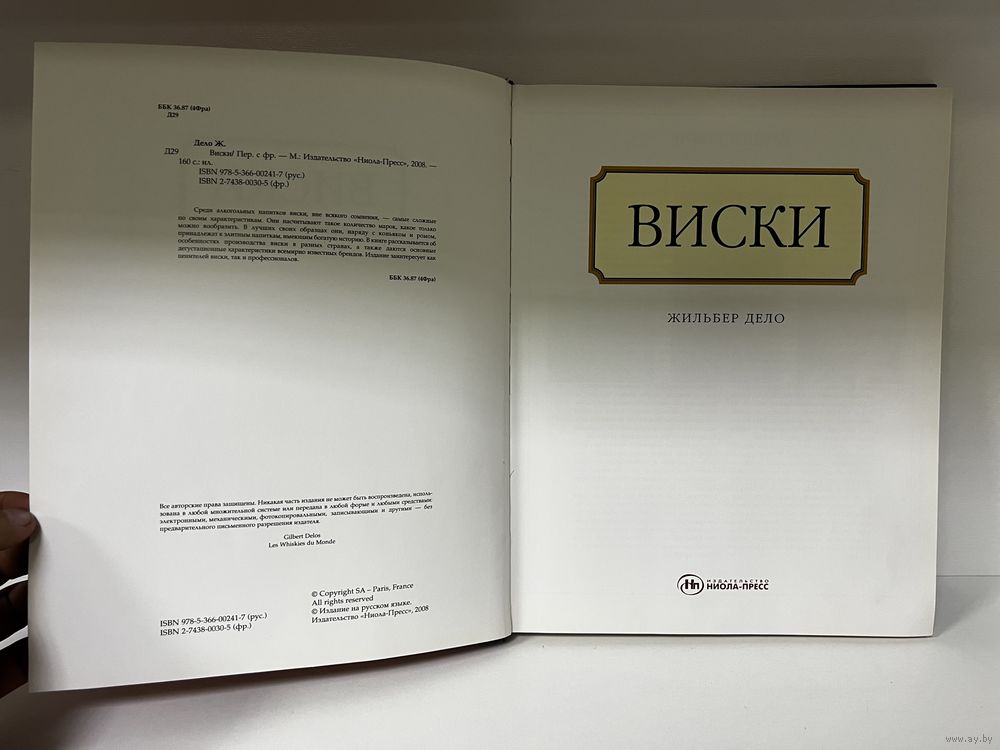 ББК 36.87 (4Фра)
Д29
Дело Ж.
Д29 Виски/ Пер. с фр. — М.: Издательство «Ниола-Пресс», 2008. —
160 с.: ил.
ISBN 978-5-366-00241-7 (рус.)
ISBN 2-7438-0030-5 (фр.)
Среди алкогольных напитков виски, вне всякого сомнения, — самые сложные
по своим характеристикам. Они насчитывают такое количество марок, какое только
можно вообразить. В лучших своих образцах они, наряду с коньяком и ромом,
принадлежат к элитным напиткам, имеющим богатую историю. В книге рассказывается об
особенностях производства виски в разных странах, а также даются основные
дегустационные характеристики всемирно известных брендов. Издание заинтересует как
ценителей виски, так и профессионалов.
ББК 36.87 (4Фра)
Все авторские права защищены. Никакая часть издания не может быть воспроизведена, исполь-
зована в любой множительной системе или передана в любой форме и любыми средствами:
электронными, механическими, фотокопировальными, записывающими и другими — без
предварительного письменного разрешения издателя.
Gilbert Delos
Les Whiskies du Monde
© Copyright SA – Paris, France
All rights reserved
© Издание на русском языке.
Издательство «Ниола-Пресс», 2008
ISBN 978-5-366-00241-7 (рус.)
ISBN 2-7438-0030-5 (фр.)
ВИСКИ
ЖИЛЬБЕР ДЕЛО
Нп ИЗДАТЕЛЬСТВО
НИОЛА-ПРЕСС
www.ay.by